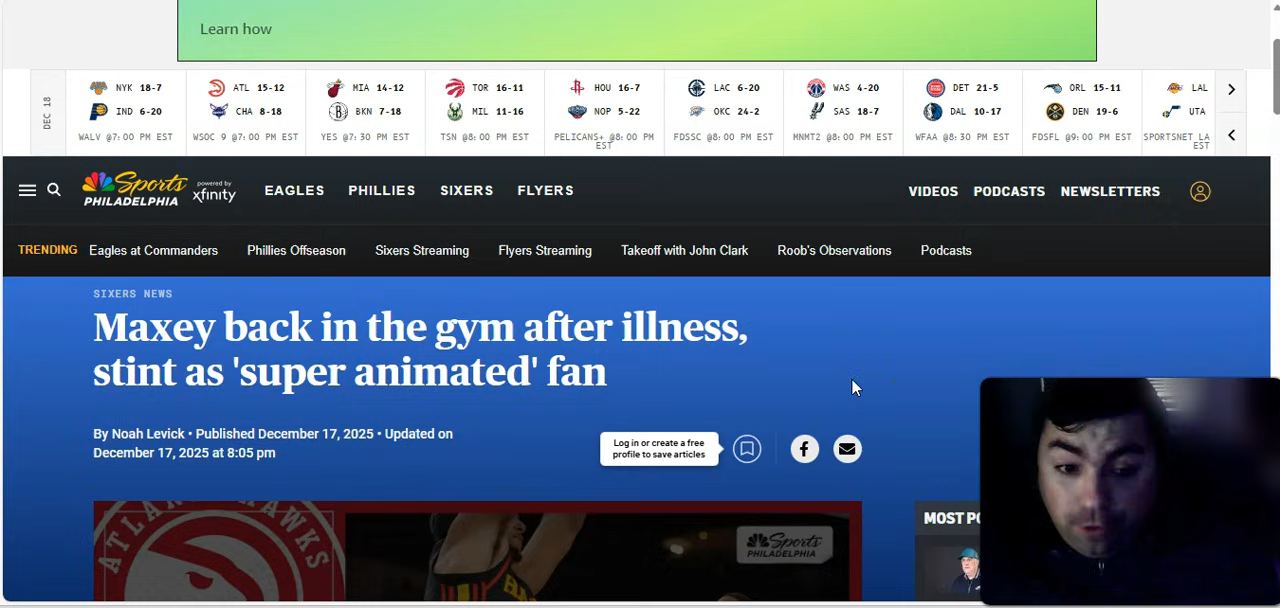 Learn how
DEC 18
NYK 18-7
IND 6-20
WALV @7:00 PM EST
ATL 15-12
CHA 8-18
WSOC 9 @7:00 PM EST
MIA 14-12
BKN 7-18
YES @7:30 PM EST
TOR 16-11
MIL 11-16
TSN @8:00 PM EST
HOU 16-7
NOP 5-22
PELICANS+ @8:00 PM
EST
LAC 6-20
OKC 24-2
FDSSC @8:00 PM EST
WAS 4-20
SAS 18-7
MNMT2 @8:00 PM EST
DET 21-5
DAL 10-17
WFAA @8:30 PM EST
ORL 15-11
DEN 19-6
FDSFL @9:00 PM EST
LAL
UTA
SPORTSNET LA
EST
Sports
PHILADELPHIA
powered by
xfinity
EAGLES
PHILLIES
SIXERS
FLYERS
VIDEOS
PODCASTS
NEWSLETTERS
TRENDING
Eagles at Commanders
Phillies Offseason
Sixers Streaming
Flyers Streaming
Takeoff with John Clark
Roob's Observations
Podcasts
SIXERS NEWS
Maxey back in the gym after illness,
stint as 'super animated' fan
By Noah Levick • Published December 17, 2025 • Updated on
December 17, 2025 at 8:05 pm
Log in or create a free
profile to save articles
ATLANTA HAWKS
Sports
PHILADELPHIA
MOST PO